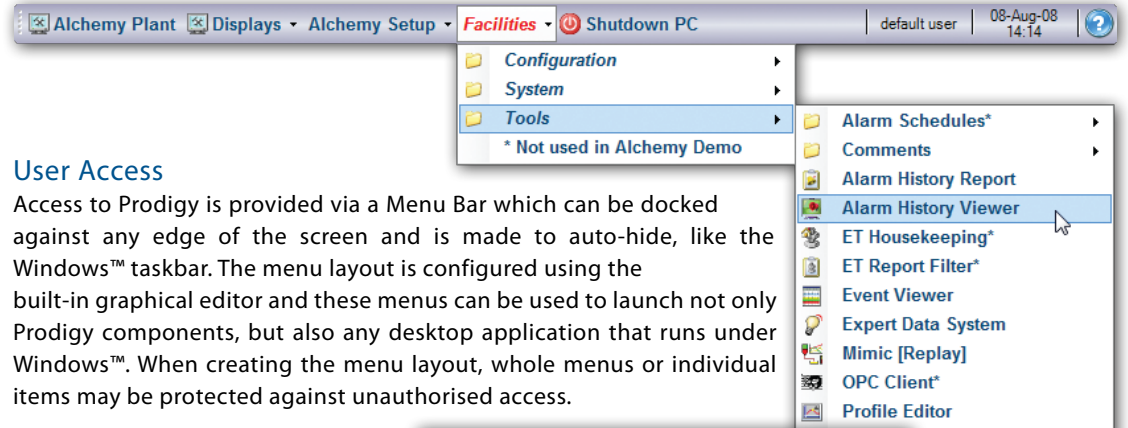 Alchemy Plant Displays Alchemy Setup Facilities Shutdown PC default user 08-Aug-08 14:14
Configuration
System
Tools
* Not used in Alchemy Demo
Alarm Schedules*
Comments
Alarm History Report
Alarm History Viewer
ET Housekeeping*
ET Report Filter*
Event Viewer
Expert Data System
Mimic [Replay]
OPC Client*
Profile Editor
User Access
Access to Prodigy is provided via a Menu Bar which can be docked
against any edge of the screen and is made to auto-hide, like the
Windows™ taskbar. The menu layout is configured using the
built-in graphical editor and these menus can be used to launch not only
Prodigy components, but also any desktop application that runs under
Windows™. When creating the menu layout, whole menus or individual
items may be protected against unauthorised access.